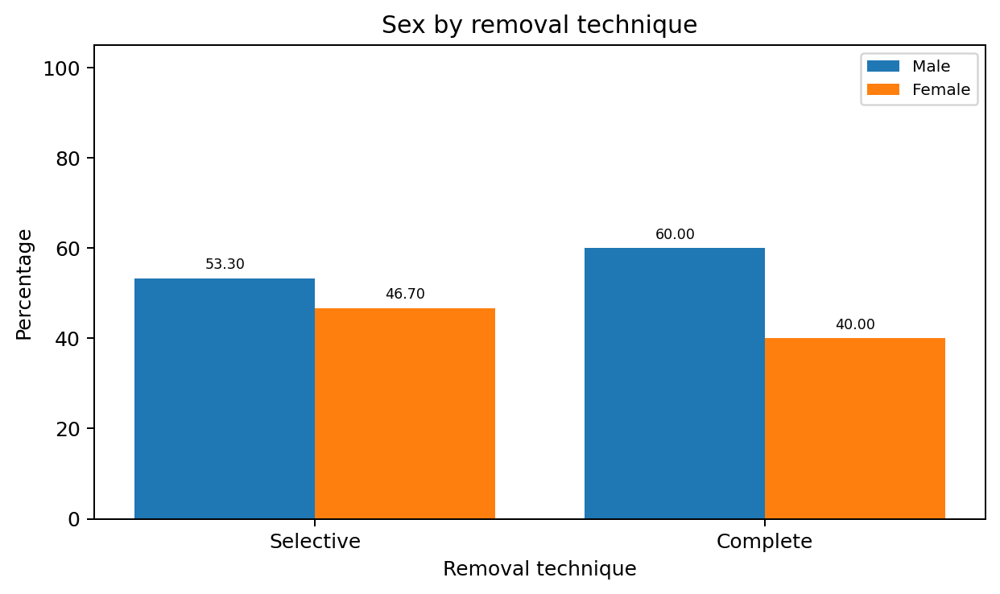 Sex by removal technique
Male
Female
100
80
60
40
20
0
Percentage
53.30
46.70
60.00
40.00
Selective
Complete
Removal technique